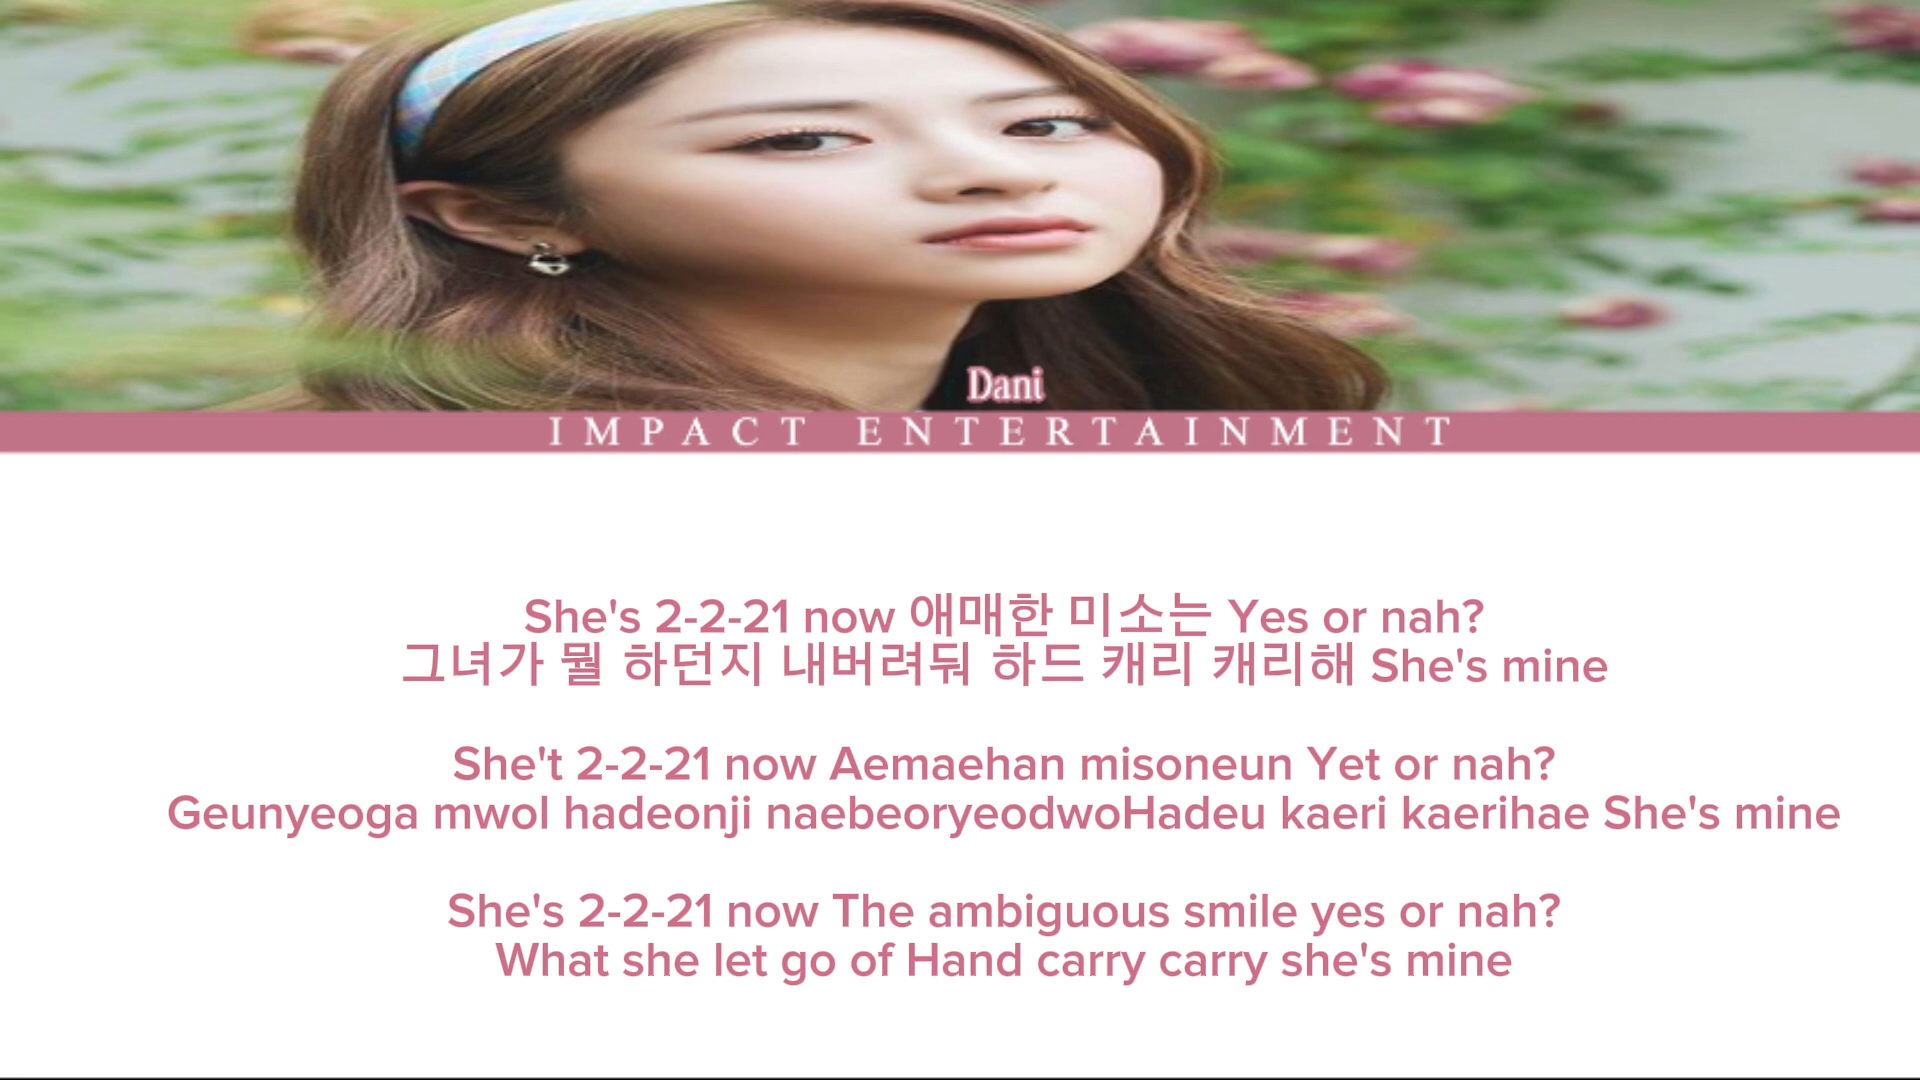 Dani
IMPACT ENTERTAINMENT
She's 2-2-21 now 애매한 미소는 Yes or nah?
그녀가 뭘 하던지 내버려둬 하드 캐리 캐리해 She's mine
She't 2-2-21 now Aemaehan misoneun Yet or nah?
Geunyeoga mwol hadeonji naebeoryeodwoHadeu kaeri kaerihae She's mine
She's 2-2-21 now The ambiguous smile yes or nah?
What she let go of Hand carry carry she's mine